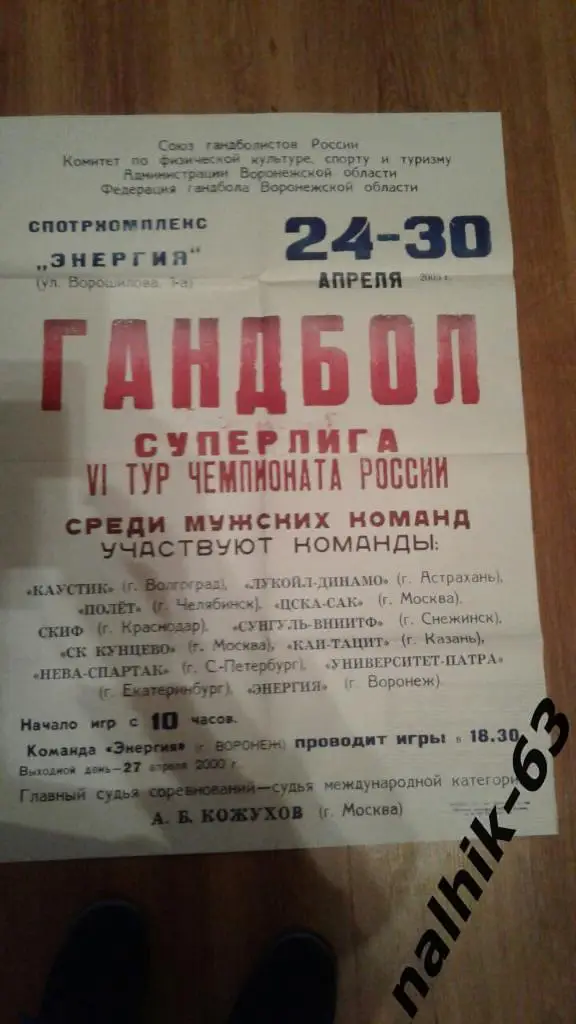 Союз гандболистов России
Комитет по физической культуре, спорту и туризму
Администрации Воронежской области
Федерация гандбола Воронежской области
СПОТРКОМПЛЕКС
„ЭНЕРГИЯ"
(ул. Ворошилова, 1-а)
24-30
АПРЕЛЯ 2000 г.
ГАНДБОЛ
СУПЕРЛИГА
VI ТУР ЧЕМПИОНАТА РОССИИ
СРЕДИ МУЖСКИХ КОМАНД
УЧАСТВУЮТ КОМАНДЫ:
«КАУСТИК» (г. Волгоград), «ЛУКОЙЛ-ДИНАМО» (г. Астрахань),
«ПОЛЁТ» (г. Челябинск), «ЦСКА-САК» (г. Москва),
СКИФ (г. Краснодар), «СУНГУЛЬ-ВНИИТФ» (г. Снежинск),
«СК КУНЦЕВО» (г. Москва), «КАИ-ТАЦИТ» (г. Казань),
«НЕВА-СПАРТАК» (г. С-Петербург), «УНИВЕРСИТЕТ-ПАТРА»
(г. Екатеринбург), «ЭНЕРГИЯ» (г. Воронеж).
Начало игр с 10 часов.
Команда «Энергия» (г. ВОРОНЕЖ) проводит игры в 18.30
Выходной день—27 апреля 2000 г.
Главный судья соревнований—судья международной категори
А. Б. КОЖУХОВ (г. Москва)
nalhik-63